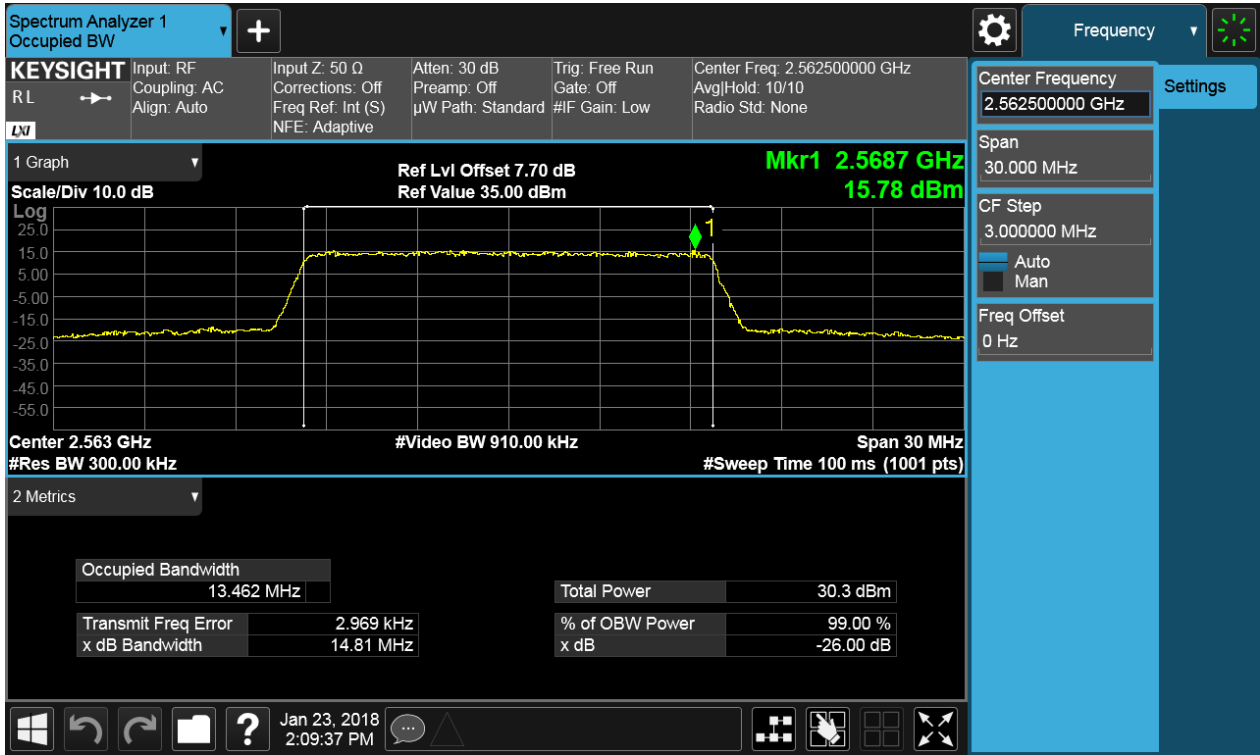 Spectrum Analyzer 1
Occupied BW
+
Frequency
KEYSIGHT
RL
LXI
Input: RF
Coupling: AC
Align: Auto
Input Z: 50 Ω
Corrections: Off
Freq Ref: Int (S)
NFE: Adaptive
Atten: 30 dB
Preamp: Off
µW Path: Standard
Trig: Free Run
Gate: Off
#IF Gain: Low
Center Freq: 2.562500000 GHz
Avg|Hold: 10/10
Radio Std: None
Center Frequency
2.562500000 GHz
Settings
Span
30.000 MHz
CF Step
3.000000 MHz
Auto
Man
Freq Offset
0 Hz
1 Graph
Ref Lvl Offset 7.70 dB
Mkr1 2.5687 GHz
Scale/Div 10.0 dB
Ref Value 35.00 dBm
15.78 dBm
Log
1
25.0
15.0
5.00
-5.00
-15.0
-25.0
-35.0
-45.0
-55.0
Center 2.563 GHz
#Video BW 910.00 kHz
Span 30 MHz
#Res BW 300.00 kHz
#Sweep Time 100 ms (1001 pts)
2 Metrics
Occupied Bandwidth
13.462 MHz
Total Power 30.3 dBm
Transmit Freq Error 2.969 kHz
% of OBW Power 99.00 %
x dB Bandwidth 14.81 MHz
x dB -26.00 dB
?
Jan 23, 2018
2:09:37 PM